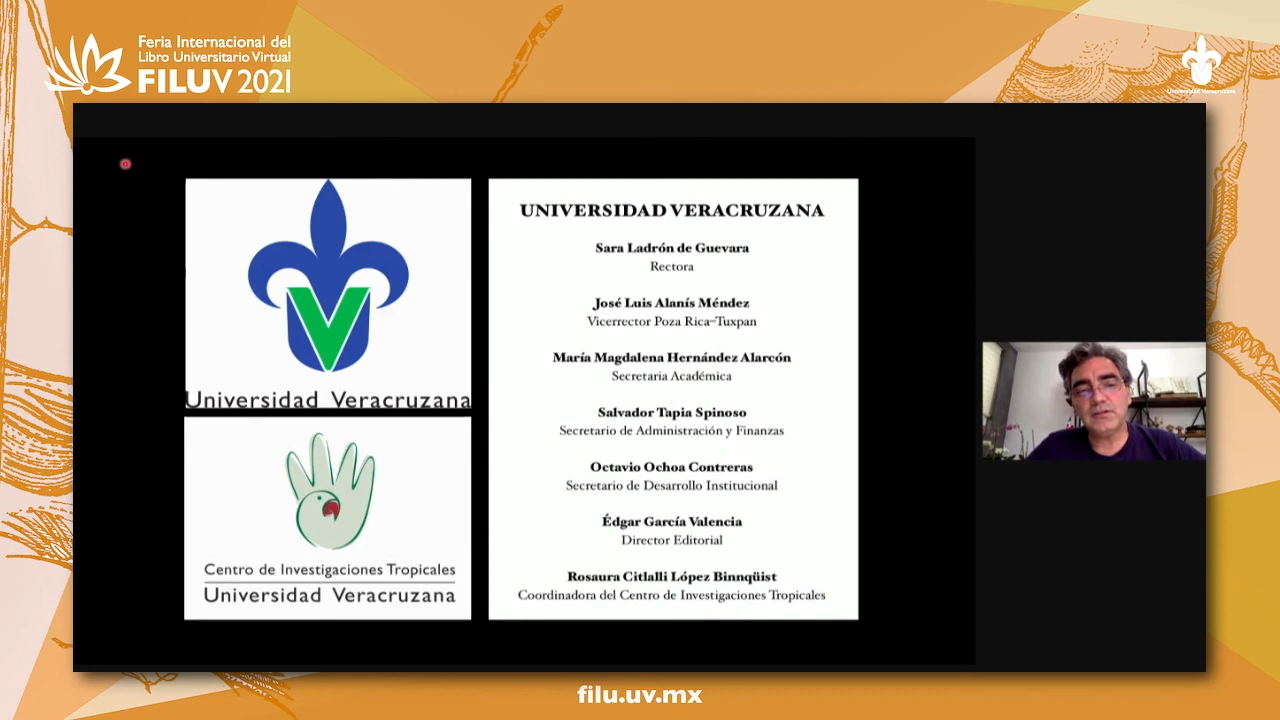 Feria Internacional del
Libro Universitario Virtual
FILUV 2021
Universidad Veracruzana
Universidad Veracruzana
Centro de Investigaciones Tropicales
Universidad Veracruzana
UNIVERSIDAD VERACRUZANA
Sara Ladrón de Guevara
Rectora
José Luis Alanís Méndez
Vicerrector Poza Rica–Tuxpan
María Magdalena Hernández Alarcón
Secretaria Académica
Salvador Tapia Spinoso
Secretario de Administración y Finanzas
Octavio Ochoa Contreras
Secretario de Desarrollo Institucional
Édgar García Valencia
Director Editorial
Rosaura Citlalli López Binnqüist
Coordinadora del Centro de Investigaciones Tropicales
filu.uv.mx